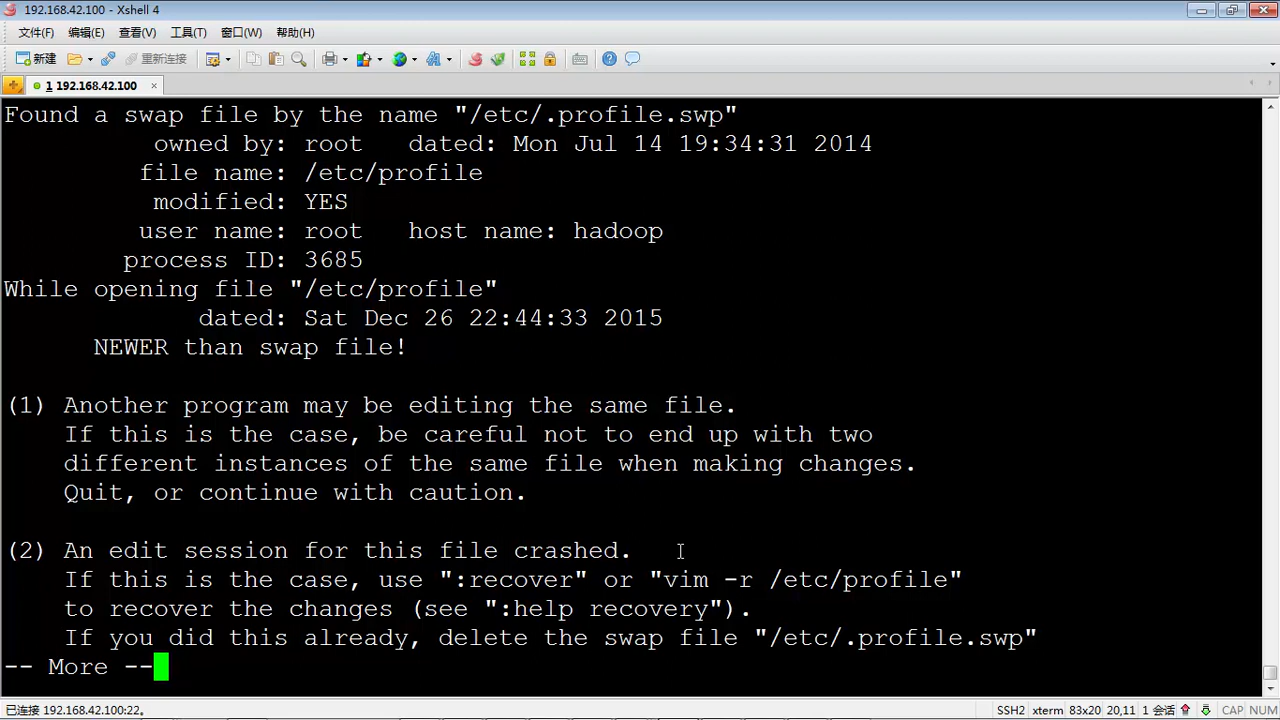 192.168.42.100 - Xshell 4
文件(F) 编辑(E) 查看(V) 工具(T) 窗口(W) 帮助(H)
新建 重新连接
1 192.168.42.100
Found a swap file by the name "/etc/.profile.swp"
owned by: root dated: Mon Jul 14 19:34:31 2014
file name: /etc/profile
modified: YES
user name: root host name: hadoop
process ID: 3685
While opening file "/etc/profile"
dated: Sat Dec 26 22:44:33 2015
NEWER than swap file!
(1) Another program may be editing the same file.
If this is the case, be careful not to end up with two
different instances of the same file when making changes.
Quit, or continue with caution.
(2) An edit session for this file crashed.
If this is the case, use ":recover" or "vim -r /etc/profile"
to recover the changes (see ":help recovery").
If you did this already, delete the swap file "/etc/.profile.swp"
-- More --
已连接 192.168.42.100:22。 SSH2 xterm 83x20 20,11 1 会话 CAP NUM